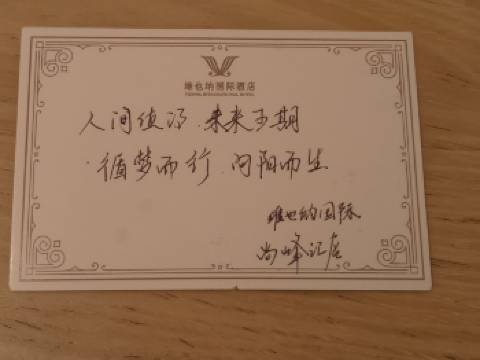 维也纳国际酒店
人间值得.未来可期
·循梦而行.向阳而生
维也纳国际
尚峰汇店